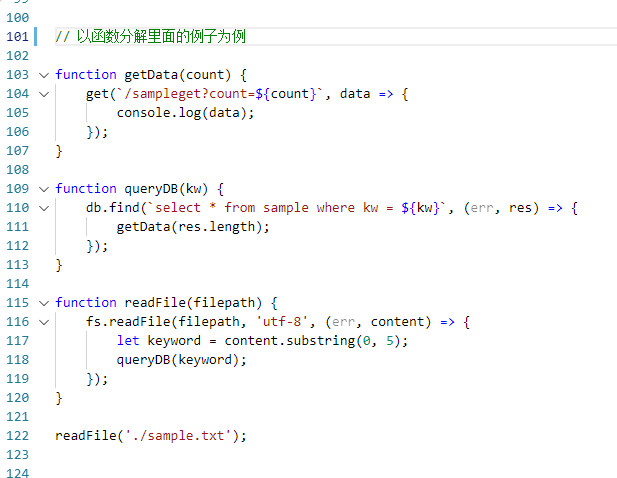 100
101 // 以函数分解里面的例子为例
102
103 function getData(count) {
104     get(`/sampleget?count=${count}`, data => {
105         console.log(data);
106     });
107 }
108
109 function queryDB(kw) {
110     db.find(`select * from sample where kw = ${kw}`, (err, res) => {
111         getData(res.length);
112     });
113 }
114
115 function readFile(filepath) {
116     fs.readFile(filepath, 'utf-8', (err, content) => {
117         let keyword = content.substring(0, 5);
118         queryDB(keyword);
119     });
120 }
121
122 readFile('./sample.txt');
123
124